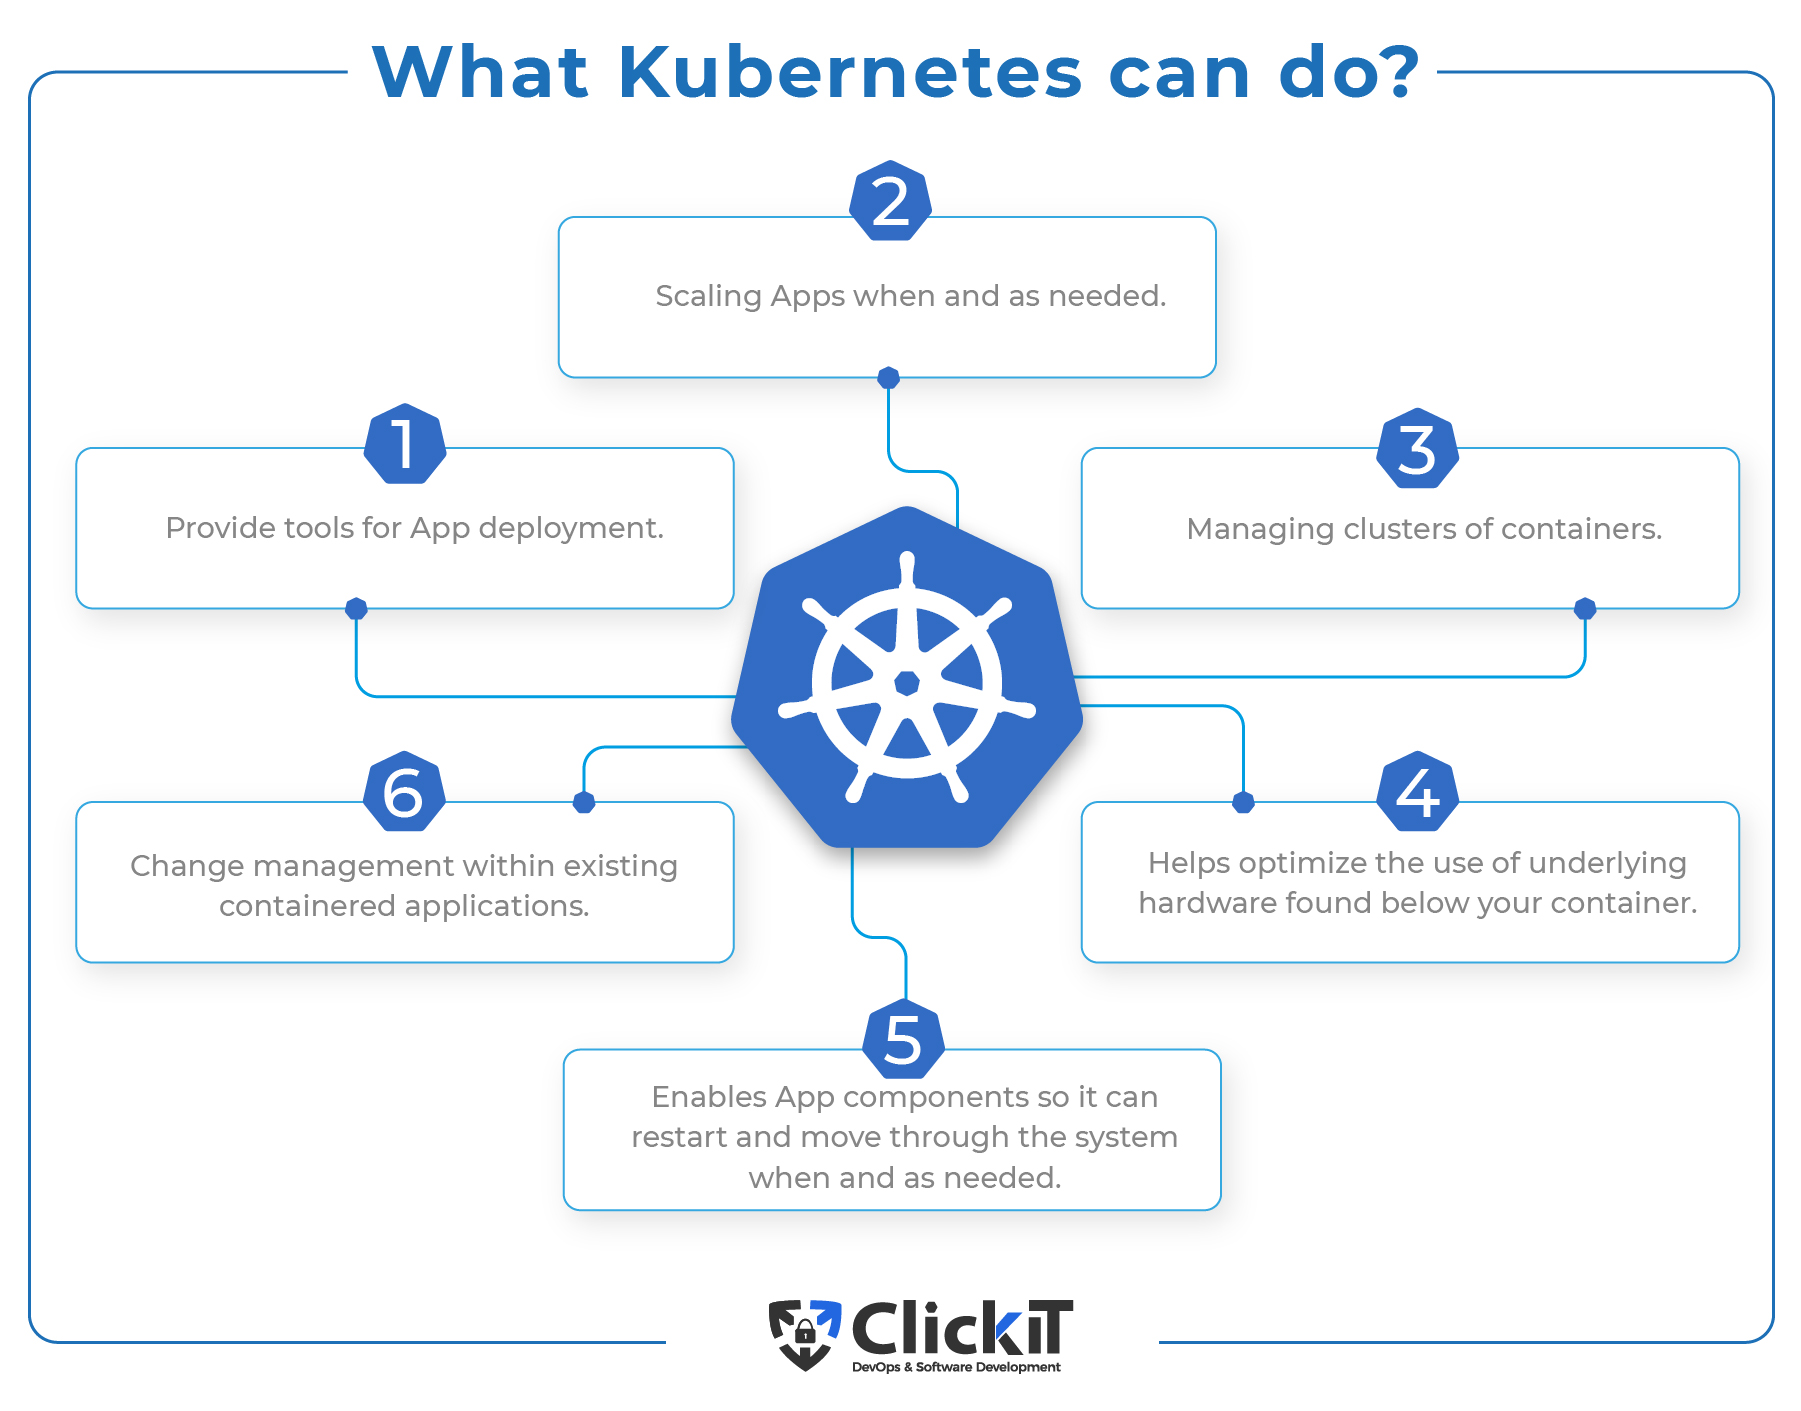 What Kubernetes can do?
1
Provide tools for App deployment.
2
Scaling Apps when and as needed.
3
Managing clusters of containers.
4
Helps optimize the use of underlying
hardware found below your container.
5
Enables App components so it can
restart and move through the system
when and as needed.
6
Change management within existing
containered applications.
ClickiT
DevOps & Software Development